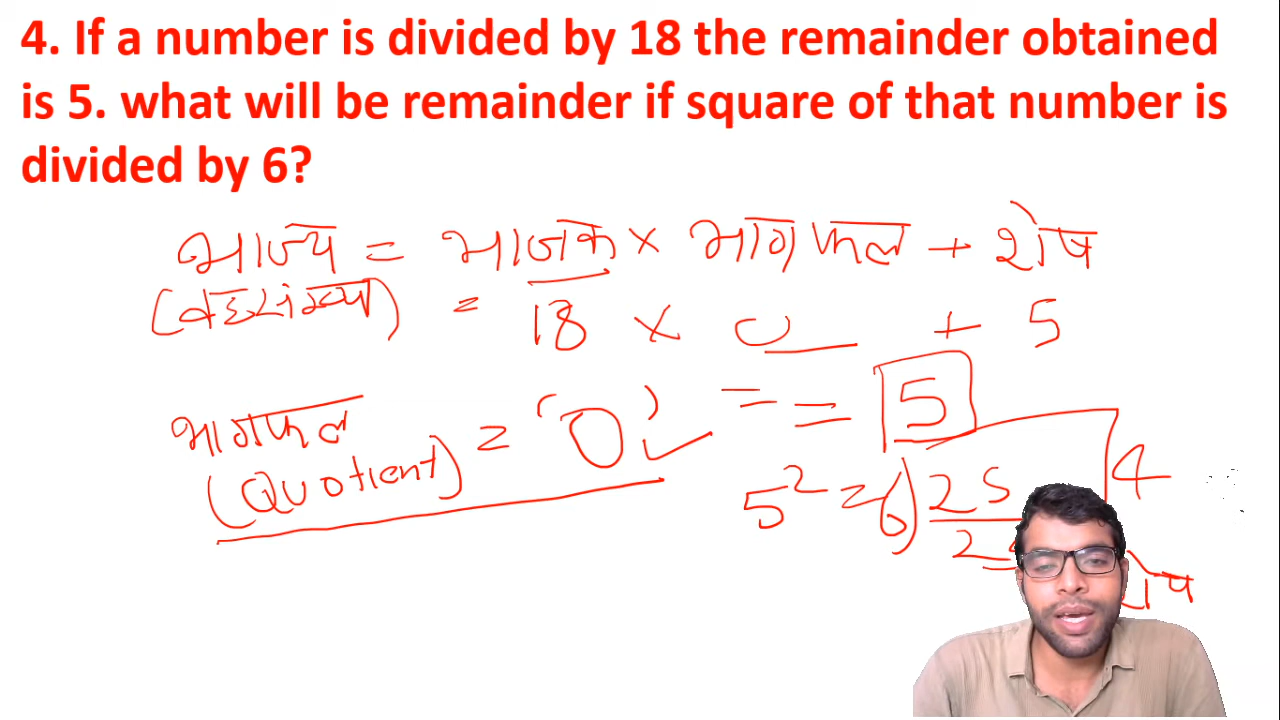 4. If a number is divided by 18 the remainder obtained
is 5. what will be remainder if square of that number is
divided by 6?
भाज्य = भाजक × भागफल + शेष
(वह संख्या) = 18 × 0 + 5
= = 5
भागफल
(Quotient) = '0'
5² = 6) 25 4
2